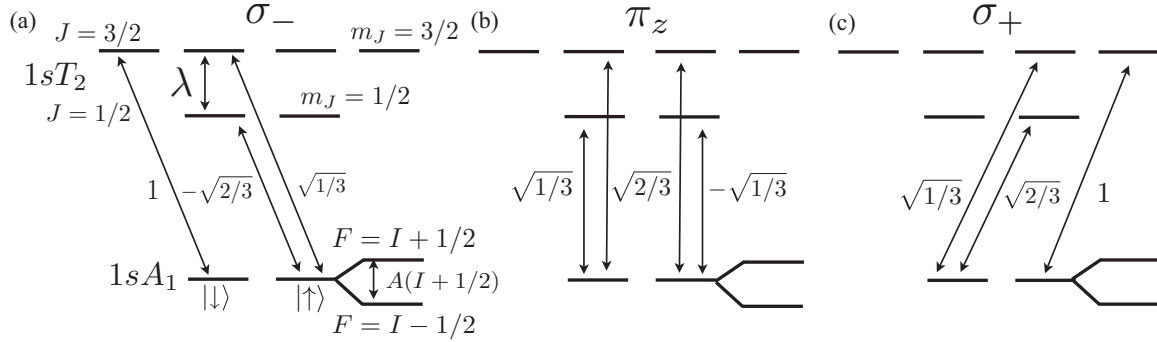 (a) σ₋
J = 3/2
m_J = 3/2
1sT₂
λ
J = 1/2
m_J = 1/2
1
−√2/3
√1/3
F = I + 1/2
1sA₁
A(I + 1/2)
|↓⟩
|↑⟩
F = I − 1/2
(b) π_z
√1/3
√2/3
−√1/3
(c) σ₊
√1/3
√2/3
1